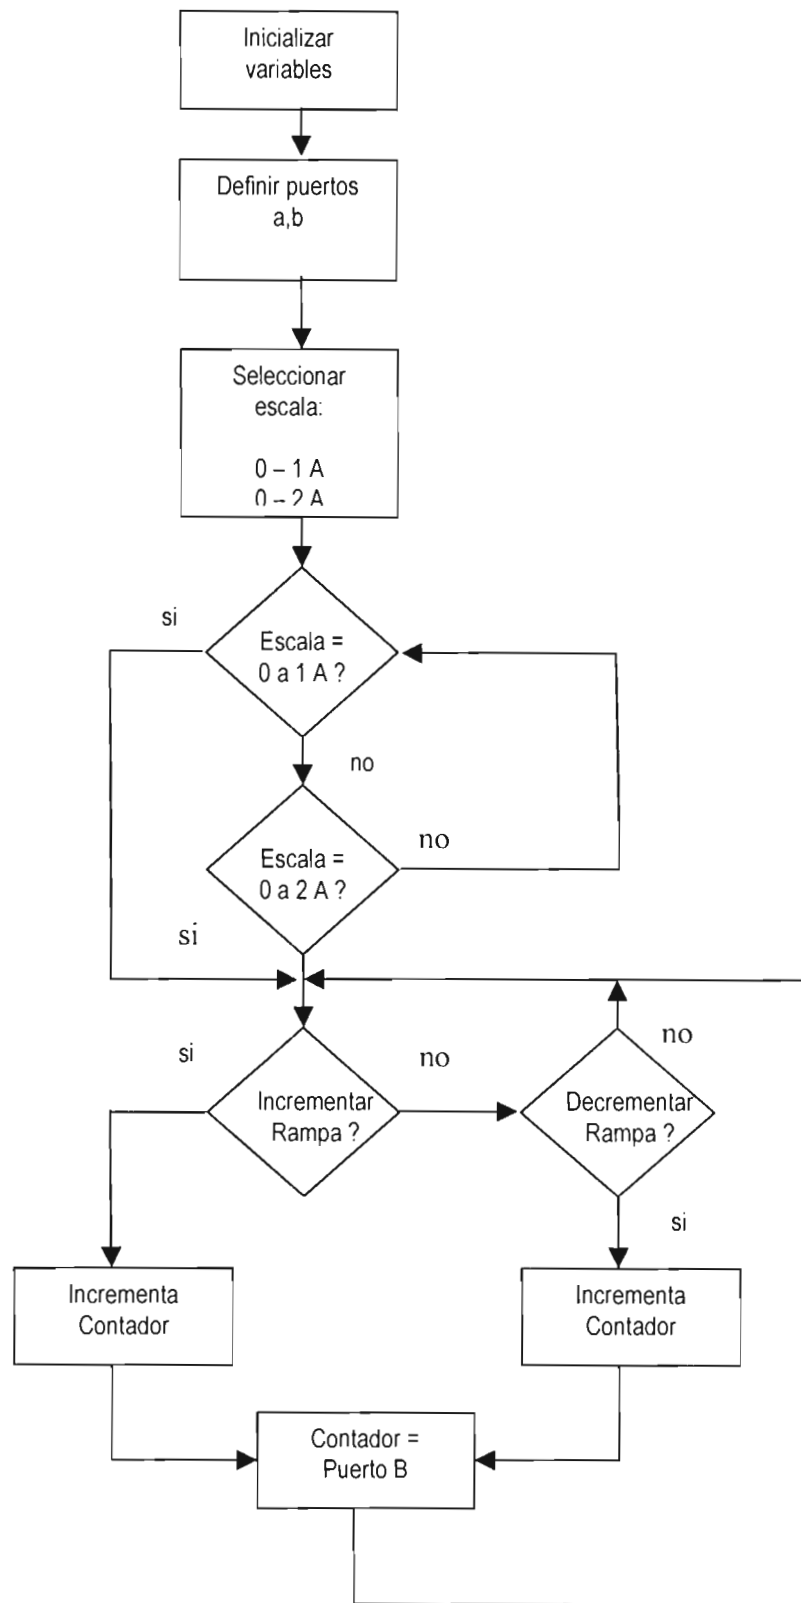 Inicializar
variables
Definir puertos
a,b
Seleccionar
escala:
0 – 1 A
0 – 2 A
si
Escala =
0 a 1 A ?
no
Escala =
0 a 2 A ?
no
si
si
Incrementar
Rampa ?
no
Decrementar
Rampa ?
no
si
Incrementa
Contador
Incrementa
Contador
Contador =
Puerto B